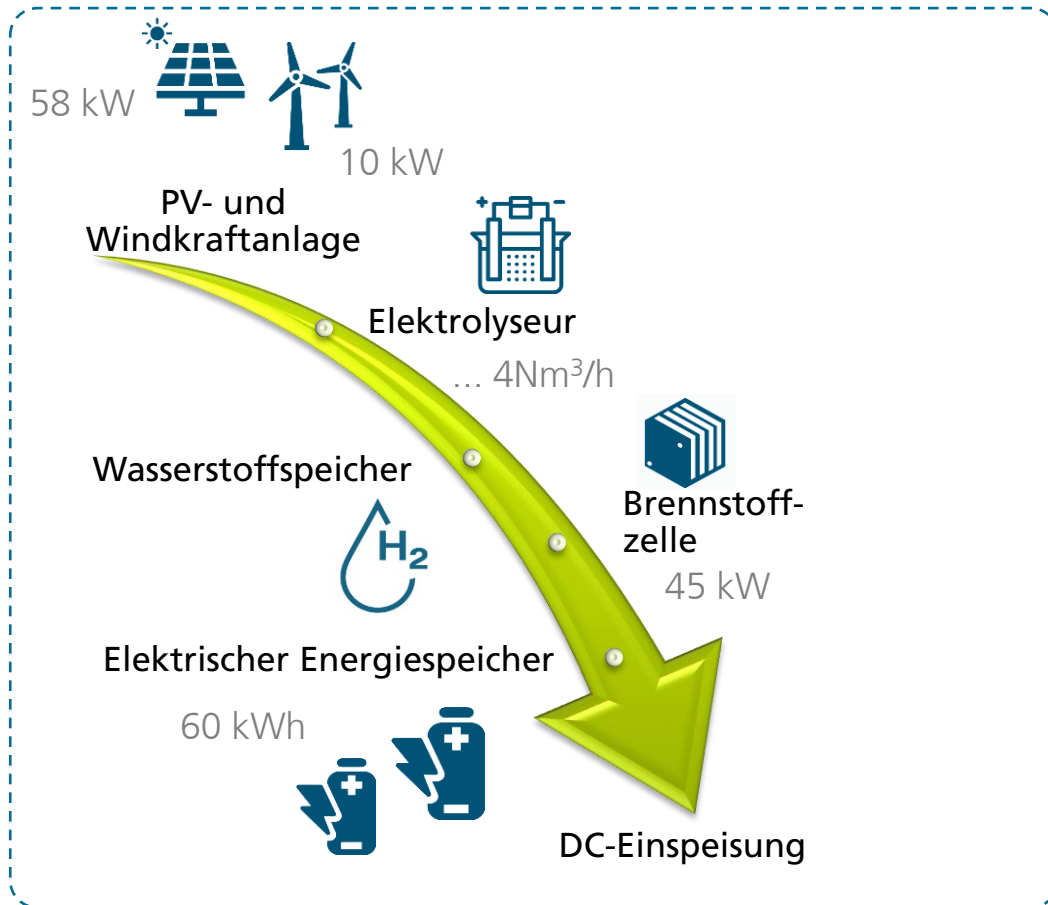 58 kW
10 kW
PV- und
Windkraftanlage
+ −
Elektrolyseur
... 4Nm³/h
Wasserstoffspeicher
H₂
Brennstoff-
zelle
45 kW
Elektrischer Energiespeicher
60 kWh
DC-Einspeisung